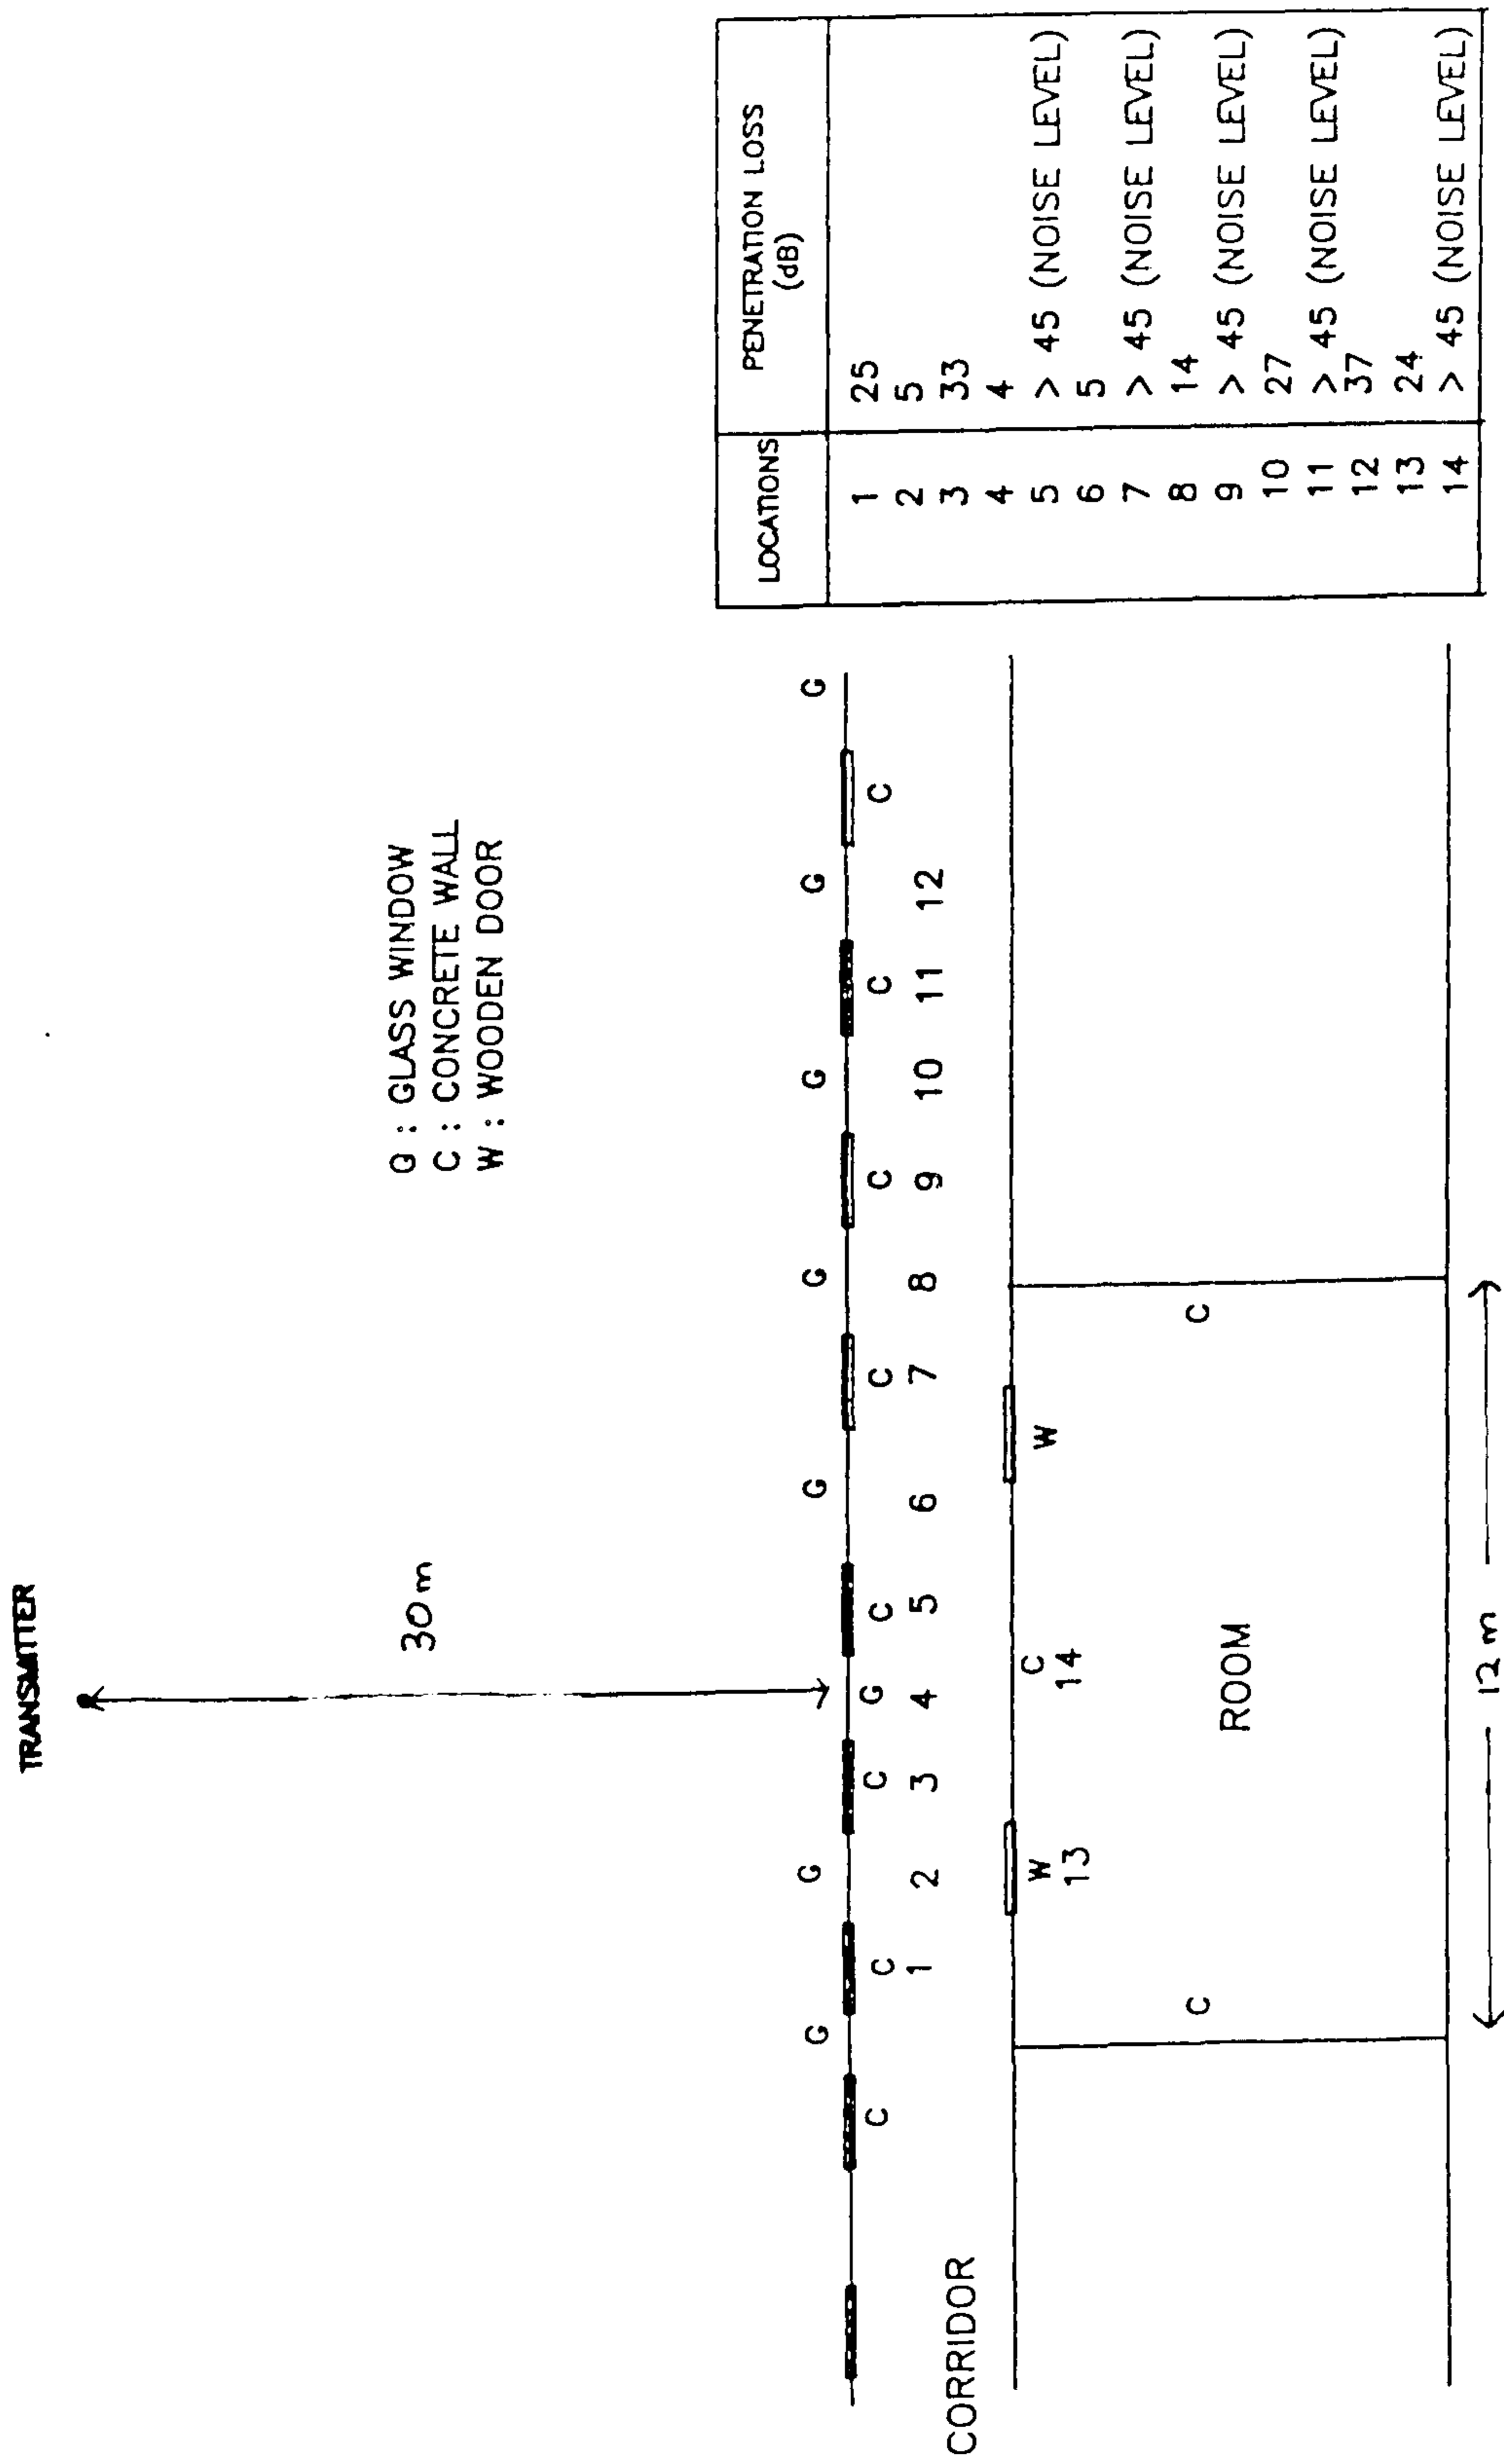 TRANSMITTER
30 m
G : GLASS WINDOW
C : CONCRETE WALL
W : WOODEN DOOR
G G G G G G G
C C G C C C C C C
1 2 3 4 5 6 7 8 9 10 11 12
CORRIDOR
W C W
13 14
C C
ROOM
12 m
LOCATIONS PENETRATION LOSS
(dB)
1 25
2 5
3 33
4 4
5 > 45 (NOISE LEVEL)
6 5
7 > 45 (NOISE LEVEL)
8 14
9 > 45 (NOISE LEVEL)
10 27
11 > 45 (NOISE LEVEL)
12 37
13 24
14 > 45 (NOISE LEVEL)